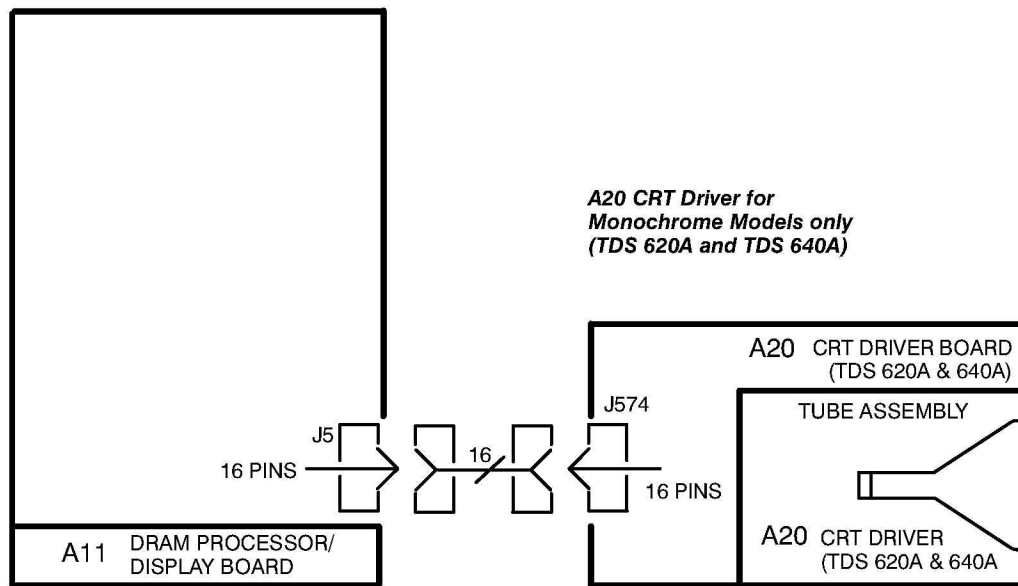 A20 CRT Driver for
Monochrome Models only
(TDS 620A and TDS 640A)
A20 CRT DRIVER BOARD
(TDS 620A & 640A)
TUBE ASSEMBLY
J5
J574
16
16 PINS
16 PINS
A11 DRAM PROCESSOR/
DISPLAY BOARD
A20 CRT DRIVER
(TDS 620A & 640A